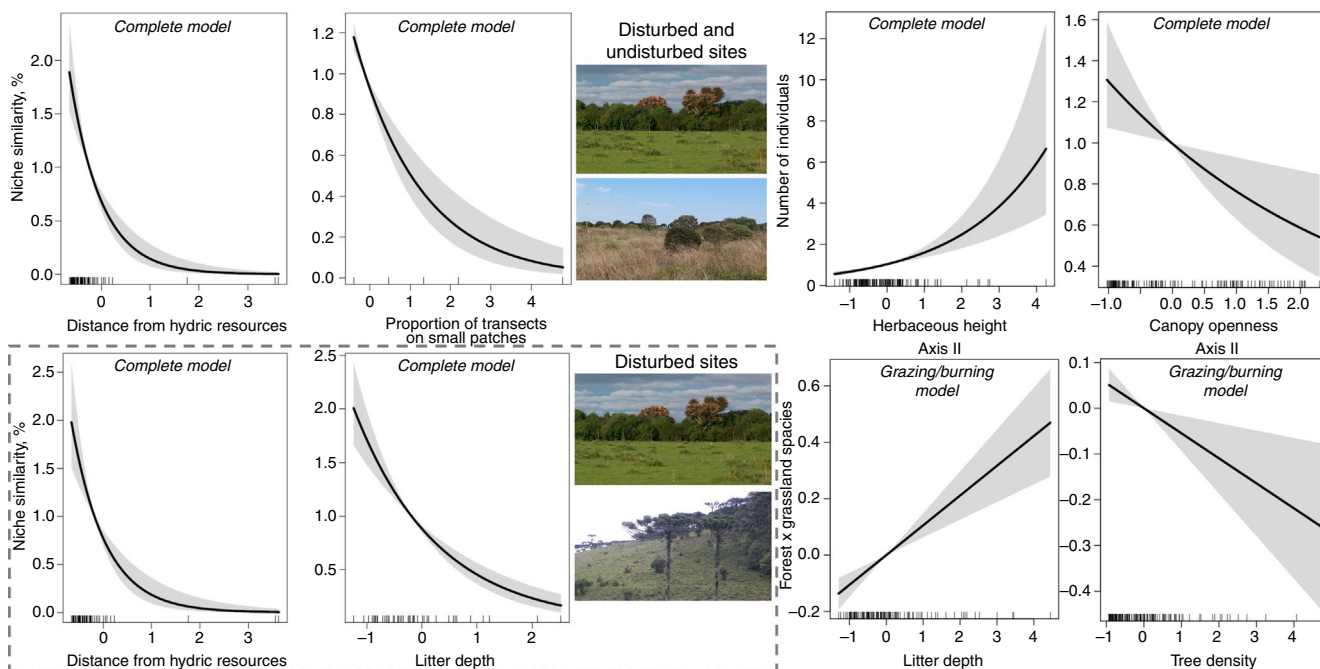 Complete model
2.0
1.5
1.0
0.5
0.0
Niche similarity, %
0 1 2 3
Distance from hydric resources
Complete model
1.2
1.0
0.8
0.6
0.4
0.2
0.0
0 1 2 3 4
Proportion of transects
on small patches
Disturbed and
undisturbed sites
Complete model
12
10
8
6
4
2
0
Number of individuals
–1 0 1 2 3 4
Herbaceous height
Complete model
1.6
1.4
1.2
1.0
0.8
0.6
0.4
–1.0 0.0 0.5 1.0 1.5 2.0
Canopy openness
Complete model
2.5
2.0
1.5
1.0
0.5
0.0
Niche similarity, %
0 1 2 3
Distance from hydric resources
Complete model
2.5
2.0
1.5
1.0
0.5
–1 0 1 2
Litter depth
Disturbed sites
Axis II
Grazing/burning
model
0.6
0.4
0.2
0.0
–0.2
Forest x grassland spacies
–1 0 1 2 3 4
Litter depth
Axis II
Grazing/burning
model
0.1
0.0
–0.1
–0.2
–0.3
–0.4
–1 0 1 2 3 4
Tree density